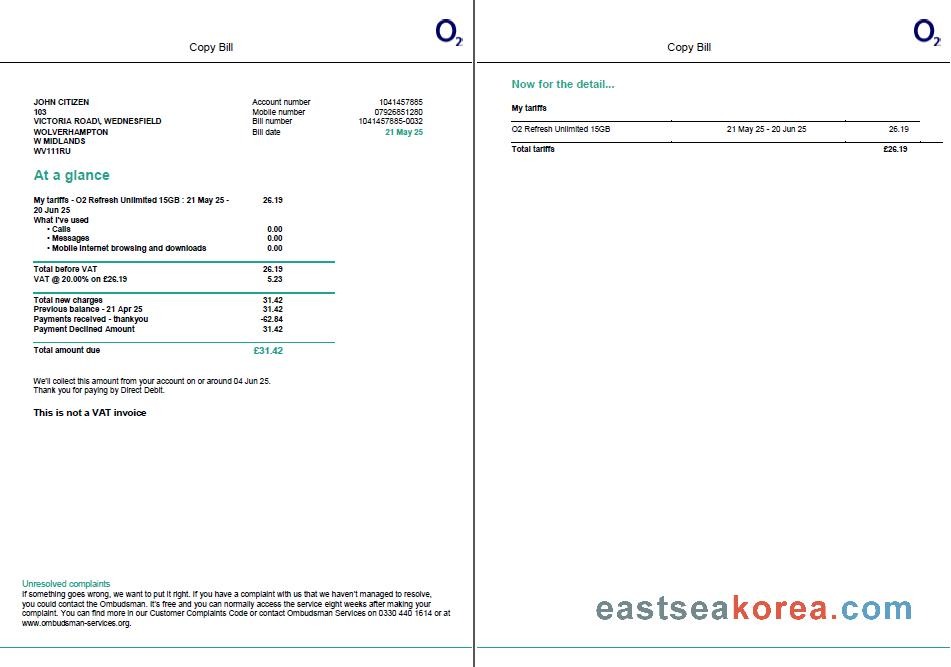 Copy Bill
O2
JOHN CITIZEN
103
VICTORIA ROAD\, WEDNESFIELD
WOLVERHAMPTON
W MIDLANDS
WV111RU
Account number 1041457885
Mobile number 07926851280
Bill number 1041457885-0032
Bill date 21 May 25
At a glance
My tariffs - O2 Refresh Unlimited 15GB : 21 May 25 - 26.19
20 Jun 25
What I've used
• Calls 0.00
• Messages 0.00
• Mobile internet browsing and downloads 0.00
Total before VAT 26.19
VAT @ 20.00% on £26.19 5.23
Total new charges 31.42
Previous balance - 21 Apr 25 31.42
Payments received - thankyou -62.84
Payment Declined Amount 31.42
Total amount due £31.42
We'll collect this amount from your account on or around 04 Jun 25.
Thank you for paying by Direct Debit.
This is not a VAT invoice
Unresolved complaints
If something goes wrong, we want to put it right. If you have a complaint with us that we haven't managed to resolve,
you could contact the Ombudsman. It's free and you can normally access the service eight weeks after making your
complaint. You can find more in our Customer Complaints Code or contact Ombudsman Services on 0330 440 1614 or at
www.ombudsman-services.org.
Copy Bill
O2
Now for the detail...
My tariffs
O2 Refresh Unlimited 15GB 21 May 25 - 20 Jun 25 26.19
Total tariffs £26.19
eastseakorea.com